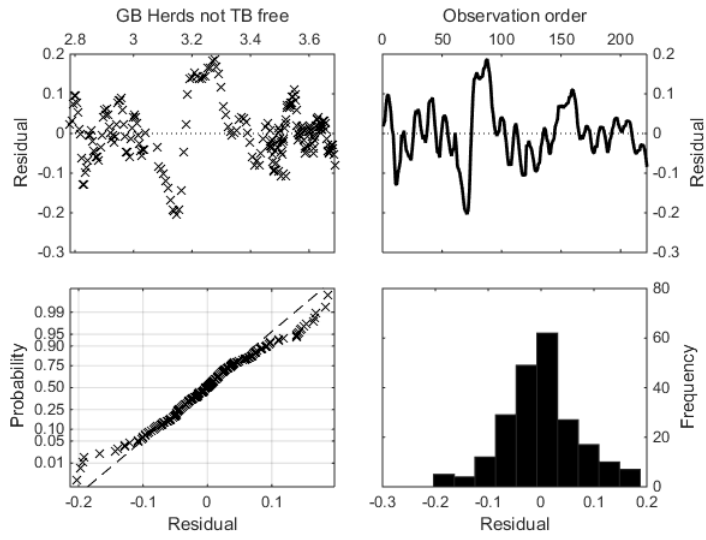 GB Herds not TB free
2.8 3 3.2 3.4 3.6
0.2
0.1
0
-0.1
-0.2
-0.3
Residual
Observation order
0 50 100 150 200
0.2
0.1
0
-0.1
0.2
-0.3
Residual
0.99
0.95
0.90
0.75
0.50
0.25
0.10
0.05
0.01
Probability
-0.2 -0.1 0 0.1
Residual
80
60
40
20
0
Frequency
-0.3 -0.2 -0.1 0 0.1 0.2
Residual